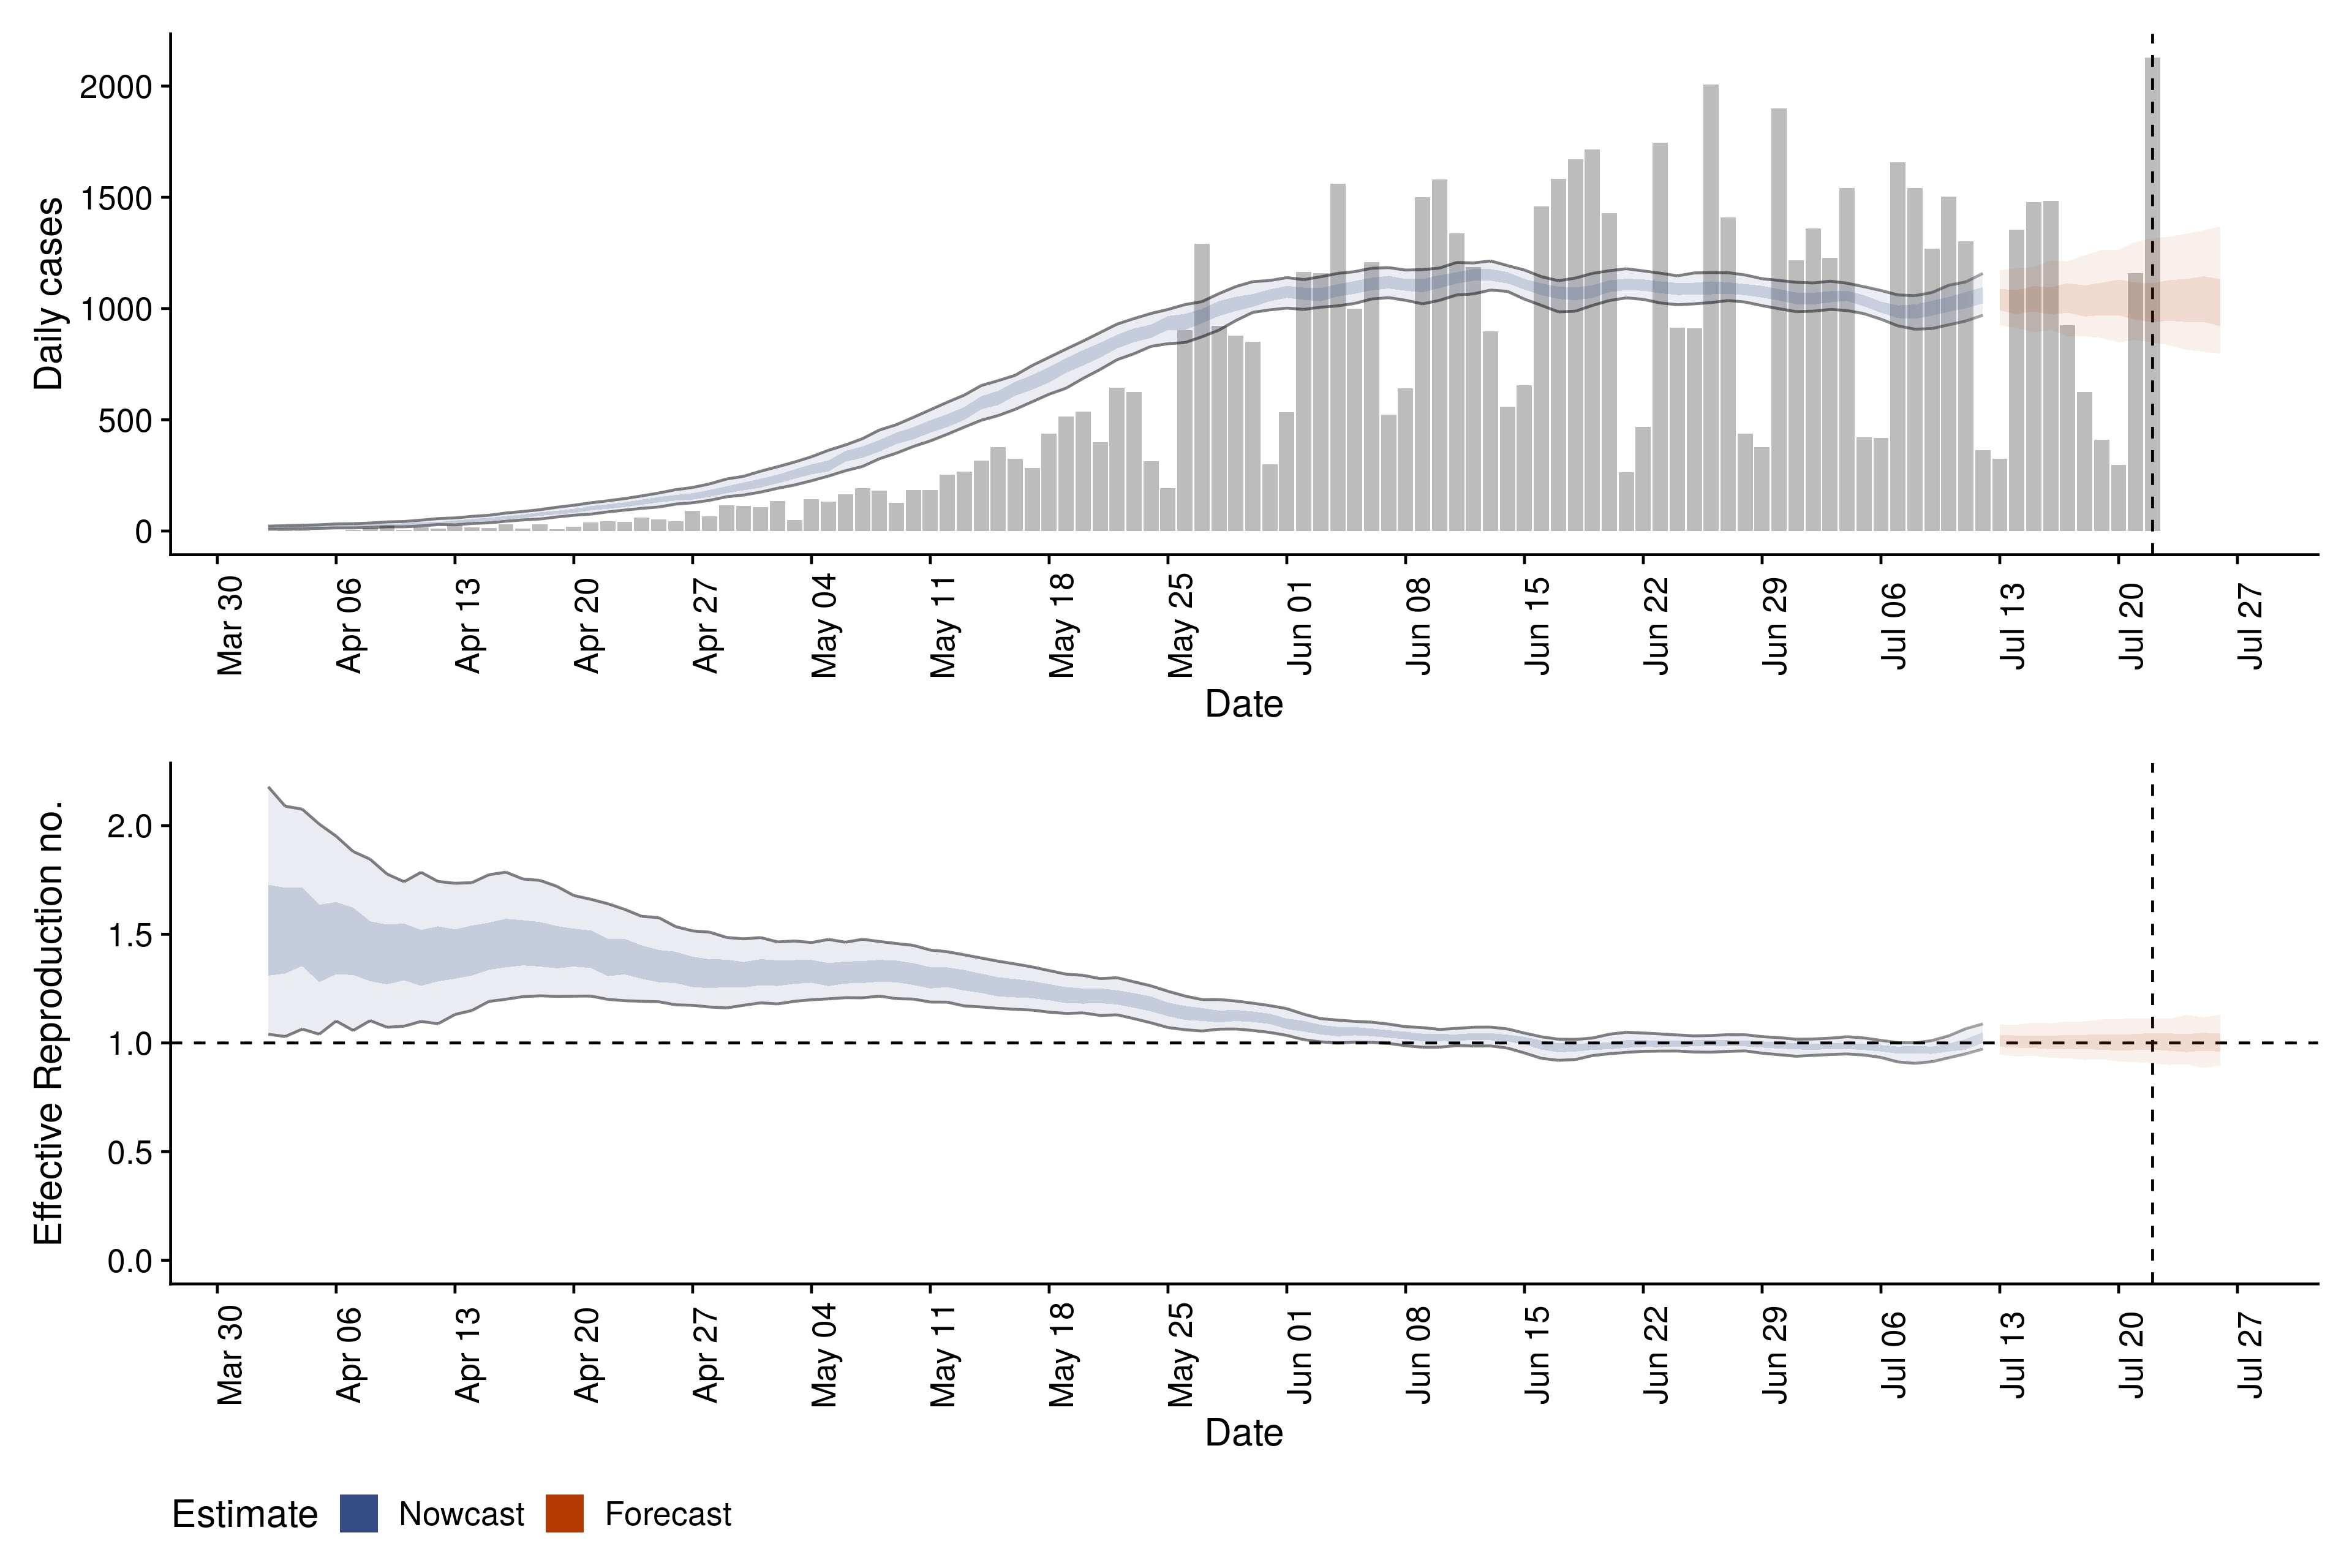 Daily cases
2000
1500
1000
500
0
Mar 30
Apr 06
Apr 13
Apr 20
Apr 27
May 04
May 11
May 18
May 25
Jun 01
Jun 08
Jun 15
Jun 22
Jun 29
Jul 06
Jul 13
Jul 20
Jul 27
Date
Effective Reproduction no.
2.0
1.5
1.0
0.5
0.0
Mar 30
Apr 06
Apr 13
Apr 20
Apr 27
May 04
May 11
May 18
May 25
Jun 01
Jun 08
Jun 15
Jun 22
Jun 29
Jul 06
Jul 13
Jul 20
Jul 27
Date
Estimate Nowcast Forecast